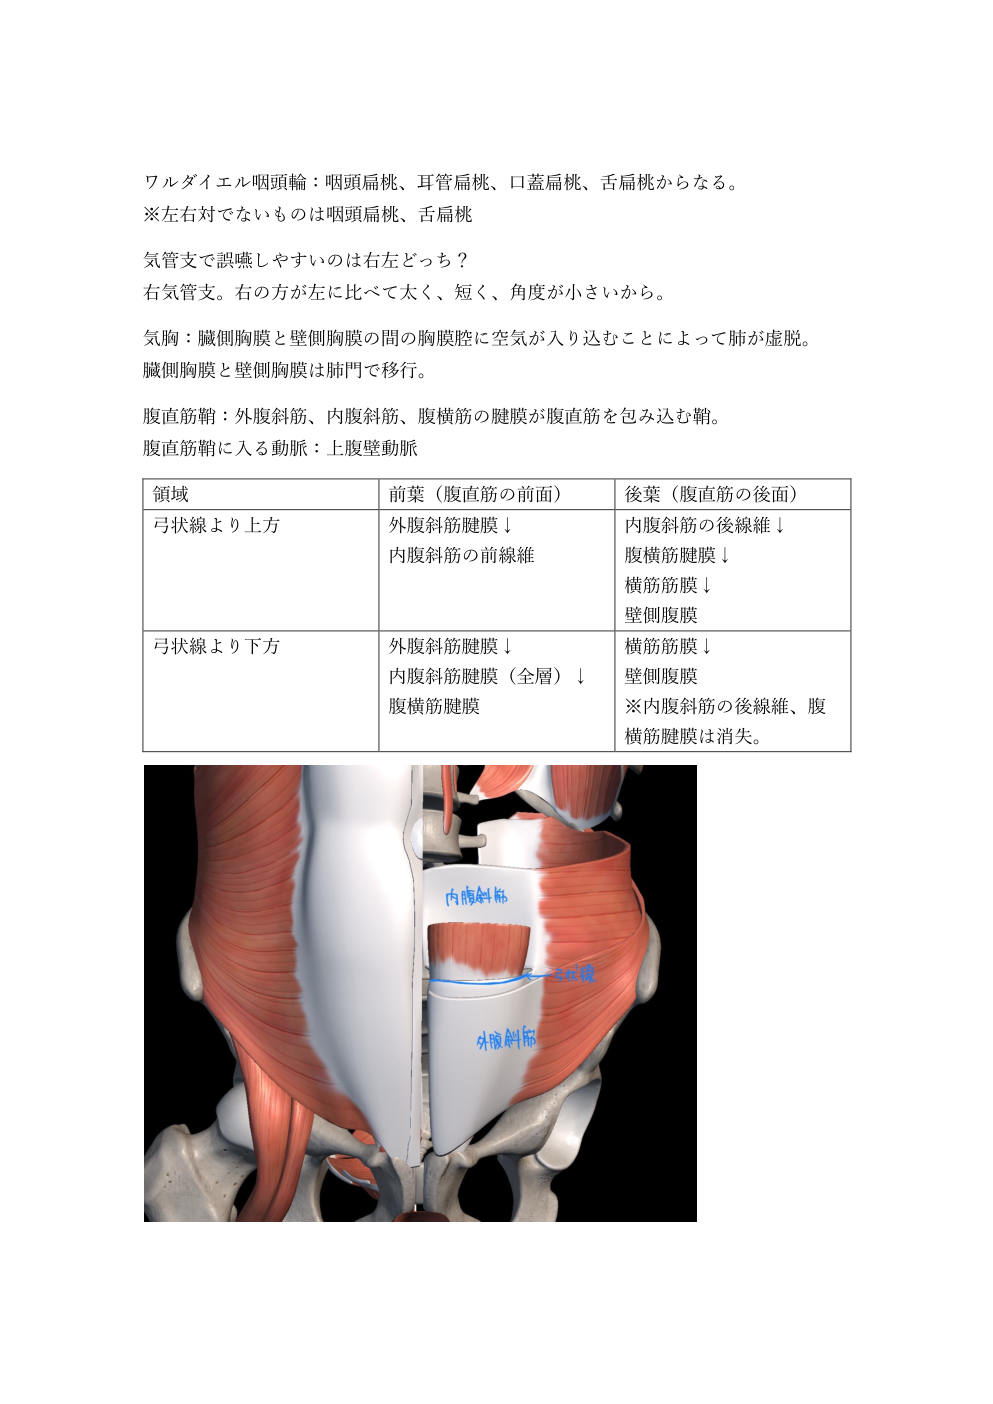 ワルダイエル咽頭輪：咽頭扁桃、耳管扁桃、口蓋扁桃、舌扁桃からなる。
※左右対でないものは咽頭扁桃、舌扁桃
気管支で誤嚥しやすいのは右左どっち？
右気管支。右の方が左に比べて太く、短く、角度が小さいから。
気胸：臓側胸膜と壁側胸膜の間の胸膜腔に空気が入り込むことによって肺が虚脱。
臓側胸膜と壁側胸膜は肺門で移行。
腹直筋鞘：外腹斜筋、内腹斜筋、腹横筋の腱膜が腹直筋を包み込む鞘。
腹直筋鞘に入る動脈：上腹壁動脈
領域
前葉（腹直筋の前面）
後葉（腹直筋の後面）
弓状線より上方
外腹斜筋腱膜↓
内腹斜筋の前線維
内腹斜筋の後線維↓
腹横筋腱膜↓
横筋筋膜↓
壁側腹膜
弓状線より下方
外腹斜筋腱膜↓
内腹斜筋腱膜（全層）↓
腹横筋腱膜
横筋筋膜↓
壁側腹膜
※内腹斜筋の後線維、腹
横筋腱膜は消失。
内腹斜筋
外腹斜筋